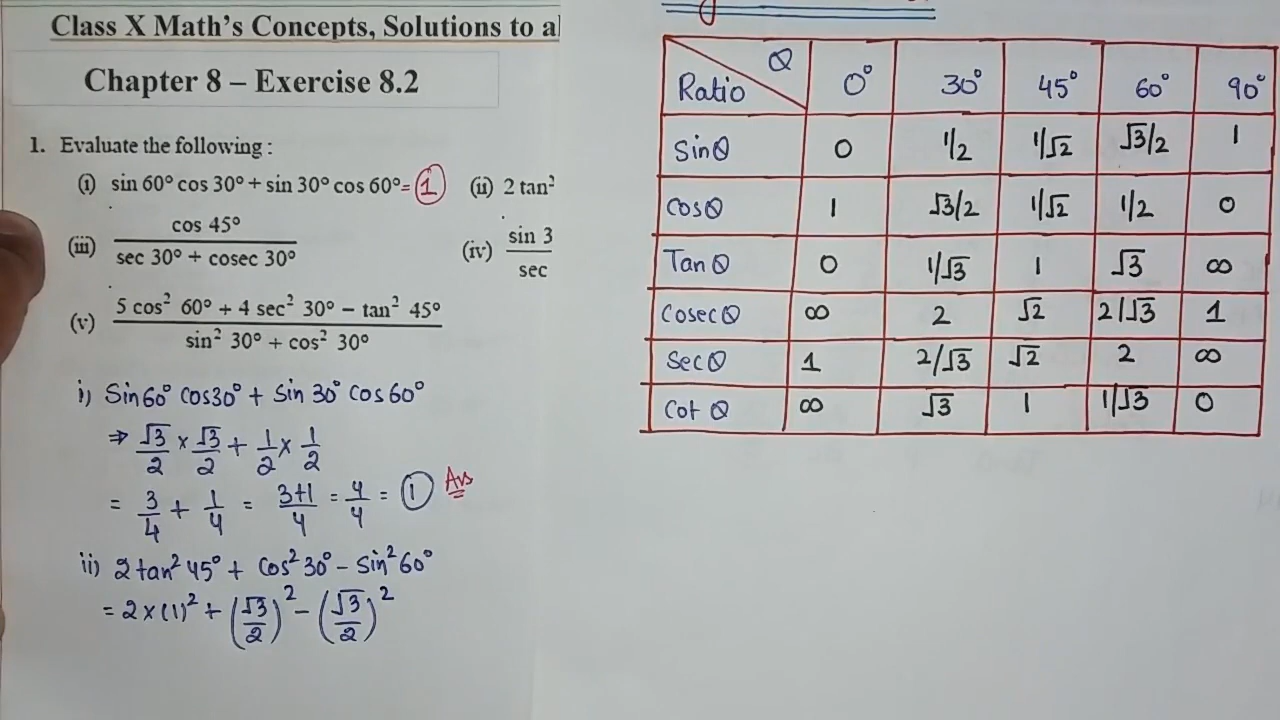 Class X Math's Concepts, Solutions to al
Chapter 8 – Exercise 8.2
1. Evaluate the following :
(i) sin 60° cos 30° + sin 30° cos 60° = 1 (ii) 2 tan²
(iii) cos 45° / sec 30° + cosec 30° (iv) sin 3 / sec
(v) 5 cos² 60° + 4 sec² 30° – tan² 45° / sin² 30° + cos² 30°
i) Sin 60° cos 30° + Sin 30° cos 60°
⇒ √3/2 × √3/2 + 1/2 × 1/2
= 3/4 + 1/4 = 3+1/4 = 4/4 = 1 Ans
ii) 2 tan² 45° + cos² 30° – Sin² 60°
= 2 × (1)² + (√3/2)² – (√3/2)²
Ratio θ 0° 30° 45° 60° 90°
Sin θ 0 1/2 1/√2 √3/2 1
Cos θ 1 √3/2 1/√2 1/2 0
Tan θ 0 1/√3 1 √3 ∞
Cosec θ ∞ 2 √2 2/√3 1
Sec θ 1 2/√3 √2 2 ∞
Cot θ ∞ √3 1 1/√3 0